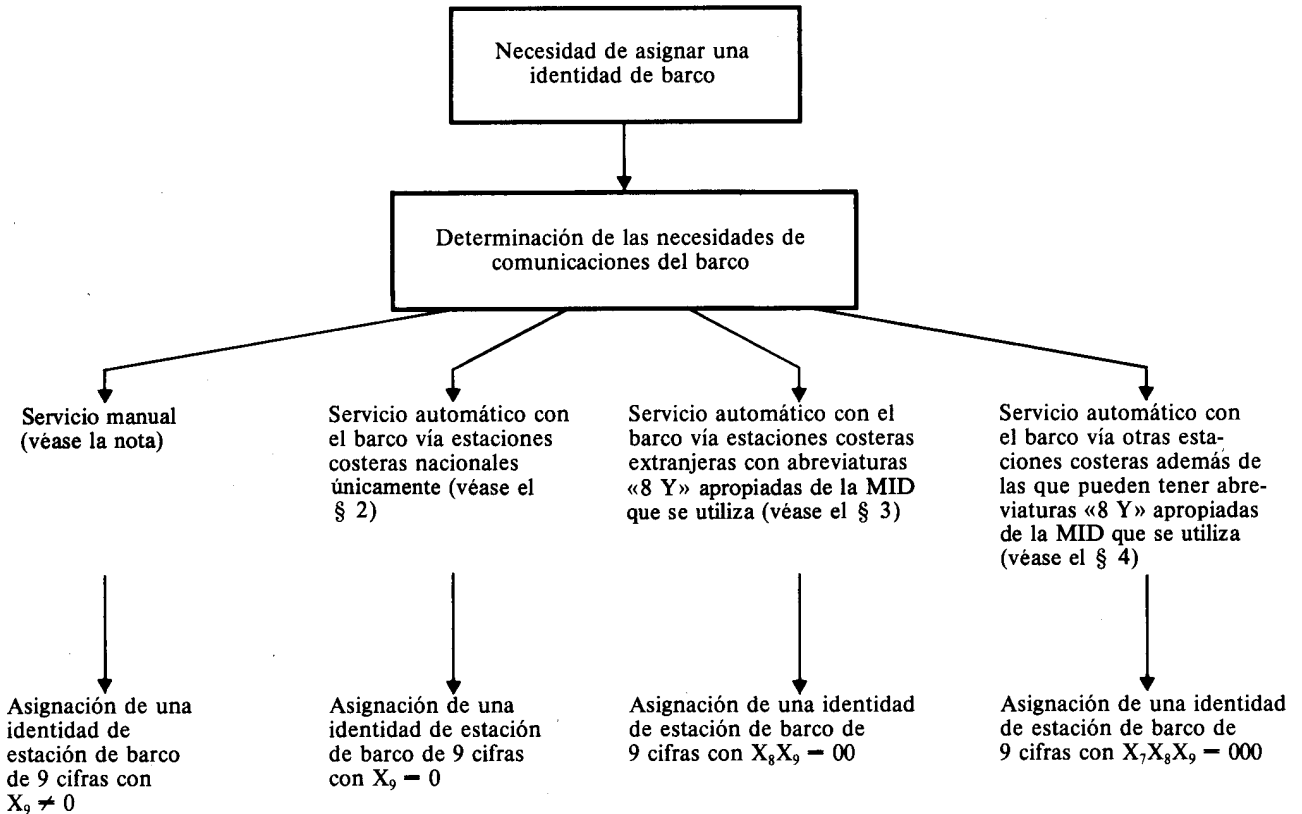 Necesidad de asignar una
identidad de barco
Determinación de las necesidades de
comunicaciones del barco
Servicio manual
(véase la nota)
Servicio automático con
el barco vía estaciones
costeras nacionales
únicamente (véase el
§ 2)
Servicio automático con el
barco vía estaciones costeras
extranjeras con abreviaturas
«8 Y» apropiadas de la MID
que se utiliza (véase el § 3)
Servicio automático con
el barco vía otras esta-
ciones costeras además de
las que pueden tener abre-
viaturas «8 Y» apropiadas
de la MID que se utiliza
(véase el § 4)
Asignación de una
identidad de
estación de barco
de 9 cifras con
X₉ ≠ 0
Asignación de una
identidad de estación
de barco de 9 cifras
con X₉ = 0
Asignación de una identidad
de estación de barco de
9 cifras con X₈X₉ = 00
Asignación de una identidad
de estación de barco de
9 cifras con X₇X₈X₉ = 000